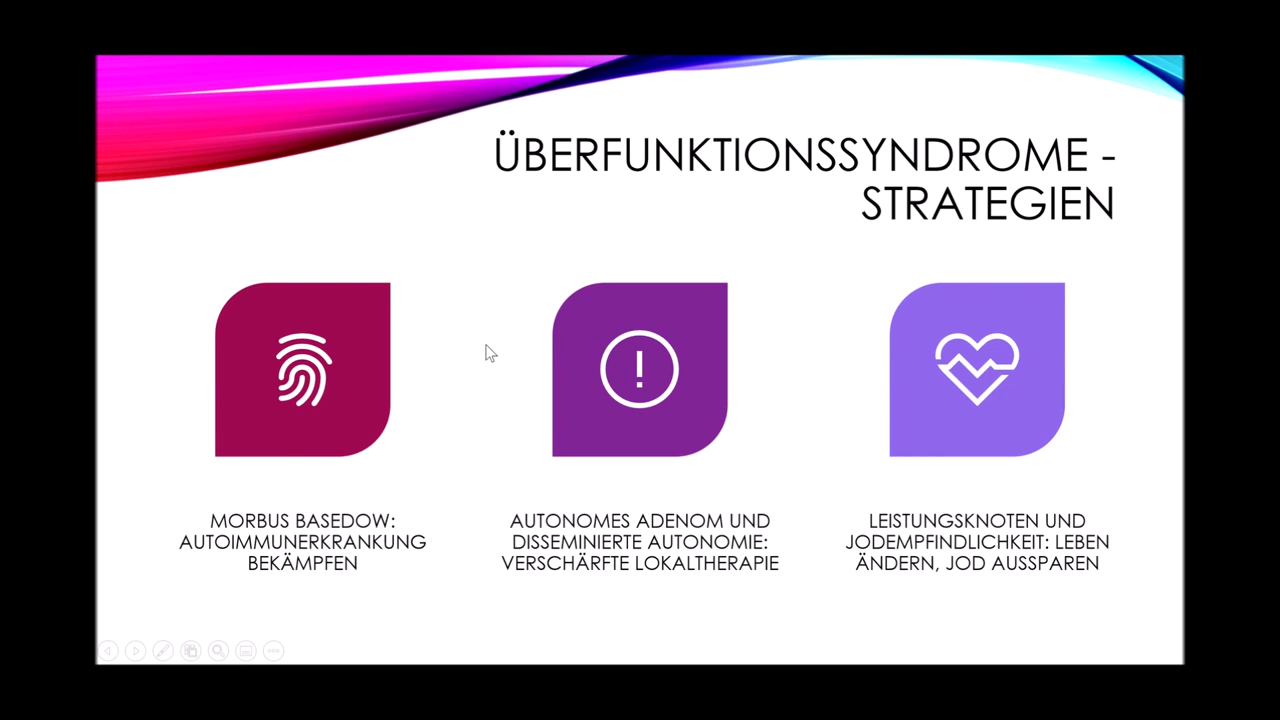 ÜBERFUNKTIONSSYNDROME -
STRATEGIEN
MORBUS BASEDOW:
AUTOIMMUNERKRANKUNG
BEKÄMPFEN
AUTONOMES ADENOM UND
DISSEMINIERTE AUTONOMIE:
VERSCHÄRFTE LOKALTHERAPIE
LEISTUNGSKNOTEN UND
JODEMPFINDLICHKEIT: LEBEN
ÄNDERN, JOD AUSSPAREN